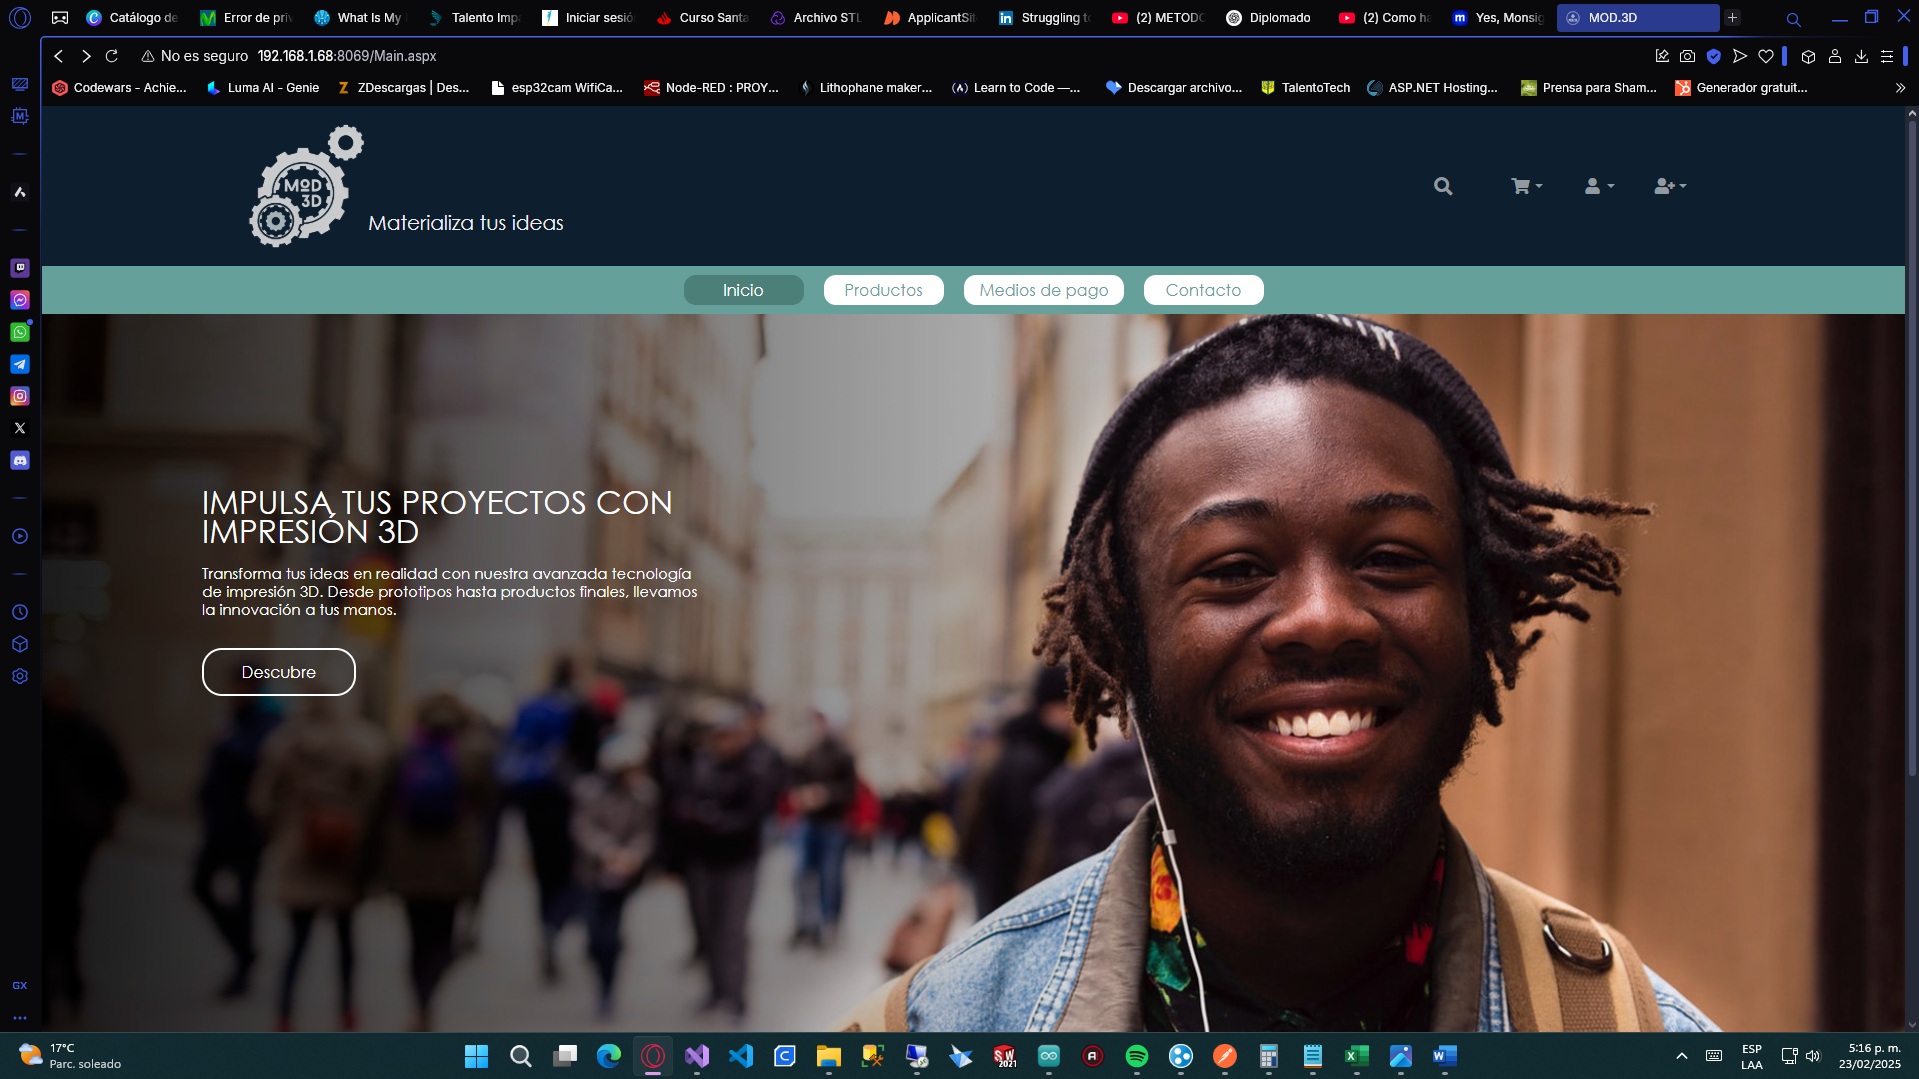 Catálogo de
Error de priv
What Is My
Talento Impa
Iniciar sesió
Curso Santa
Archivo STL
ApplicantSit
Struggling t
(2) METODO
Diplomado
(2) Como ha
Yes, Monsig
MOD.3D
No es seguro 192.168.1.68:8069/Main.aspx
Codewars - Achie...
Luma AI - Genie
ZDescargas | Des...
esp32cam WifiCa...
Node-RED : PROY...
Lithophane maker...
Learn to Code —...
Descargar archivo...
TalentoTech
ASP.NET Hosting...
Prensa para Sham...
Generador gratuit...
MOD
3D
Materializa tus ideas
Inicio
Productos
Medios de pago
Contacto
IMPULSA TUS PROYECTOS CON
IMPRESIÓN 3D
Transforma tus ideas en realidad con nuestra avanzada tecnología
de impresión 3D. Desde prototipos hasta productos finales, llevamos
la innovación a tus manos.
Descubre
GX
17°C
Parc. soleado
SW
2021
ESP
LAA
5:16 p. m.
23/02/2025